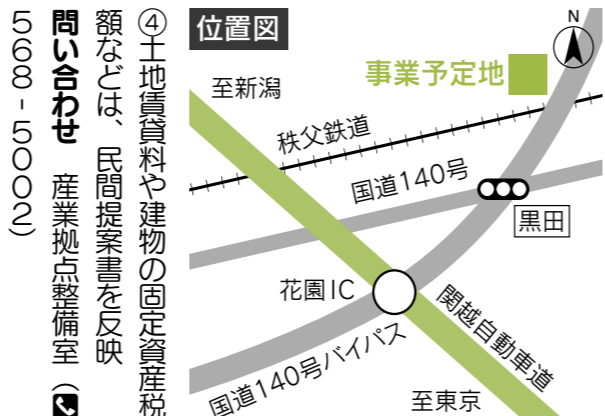 位置図
N
事業予定地
至新潟
秩父鉄道
国道140号
黒田
花園IC
関越自動車道
国道140号バイパス
至東京
④土地賃貸料や建物の固定資産税
額などは、民間提案書を反映
問い合わせ 産業拠点整備室（
568-5002）